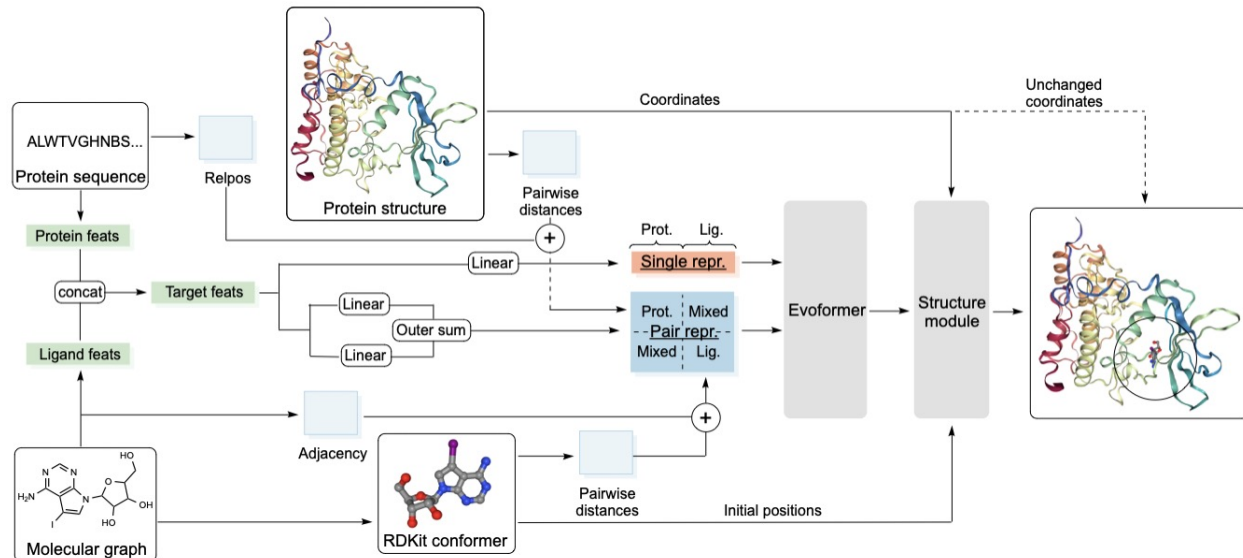 ALWTVGHNBS...
Protein sequence
Relpos
Protein structure
Pairwise
distances
Coordinates
Unchanged
coordinates
Protein feats
concat
Target feats
Ligand feats
Linear
Linear
Outer sum
Linear
+
Prot.
Lig.
Single repr.
Prot.
Mixed
Pair repr.
Mixed
Lig.
Evoformer
Structure
module
Adjacency
+
Pairwise
distances
Initial positions
RDKit conformer
N
N
H₂N
N
N
I
O
HO
OH
HO
Molecular graph